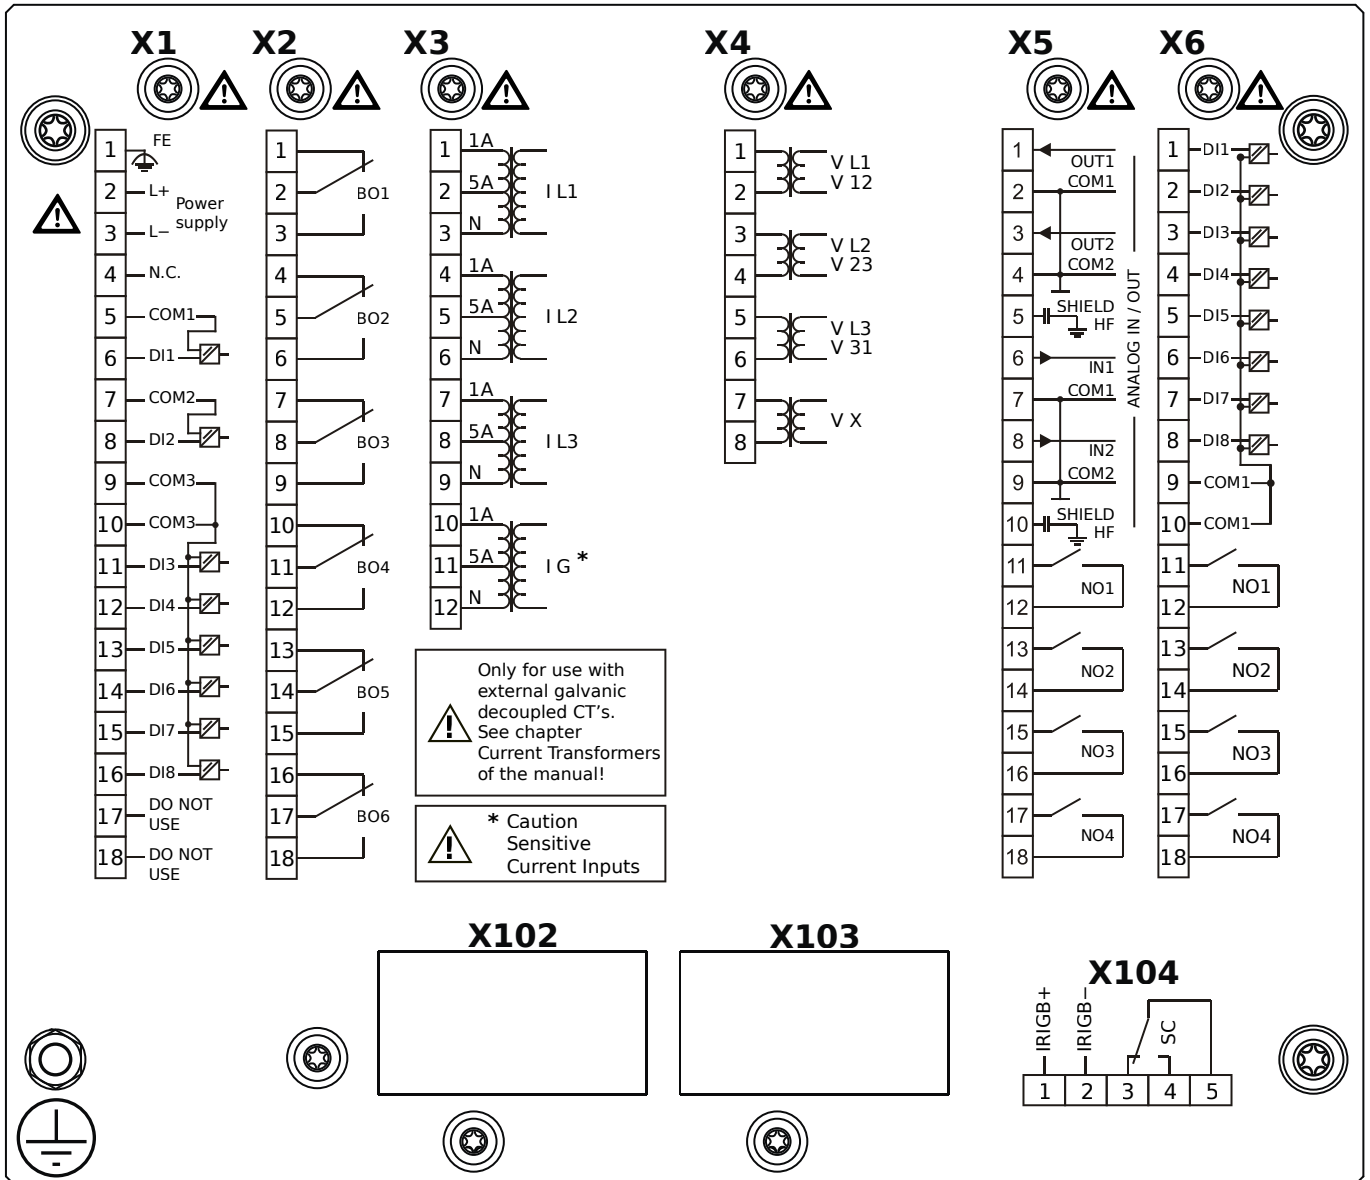 X1
X2
X3
X4
X5
X6
1 FE
2 L+
Power
supply
3 L−
4 N.C.
5 COM1
6 DI1
7 COM2
8 DI2
9 COM3
10 COM3
11 DI3
12 DI4
13 DI5
14 DI6
15 DI7
16 DI8
17 DO NOT
USE
18 DO NOT
USE
1
2 BO1
3
4
5 BO2
6
7
8 BO3
9
10
11 BO4
12
13
14 BO5
15
16
17 BO6
18
1 1A
2 5A I L1
3 N
4 1A
5 5A I L2
6 N
7 1A
8 5A I L3
9 N
10 1A
11 5A I G *
12 N
Only for use with
external galvanic
decoupled CT's.
See chapter
Current Transformers
of the manual!
* Caution
Sensitive
Current Inputs
1 V L1
2 V 12
3 V L2
4 V 23
5 V L3
6 V 31
7 V X
8
1 OUT1
2 COM1
3 OUT2
4 COM2
5 SHIELD
HF
6 IN1
7 COM1
8 IN2
9 COM2
10 SHIELD
HF
ANALOG IN / OUT
11
NO1
12
13
NO2
14
15
NO3
16
17
NO4
18
1 DI1
2 DI2
3 DI3
4 DI4
5 DI5
6 DI6
7 DI7
8 DI8
9 COM1
10 COM1
11
NO1
12
13
NO2
14
15
NO3
16
17
NO4
18
X102
X103
X104
IRIGB+
IRIGB−
SC
1 2 3 4 5